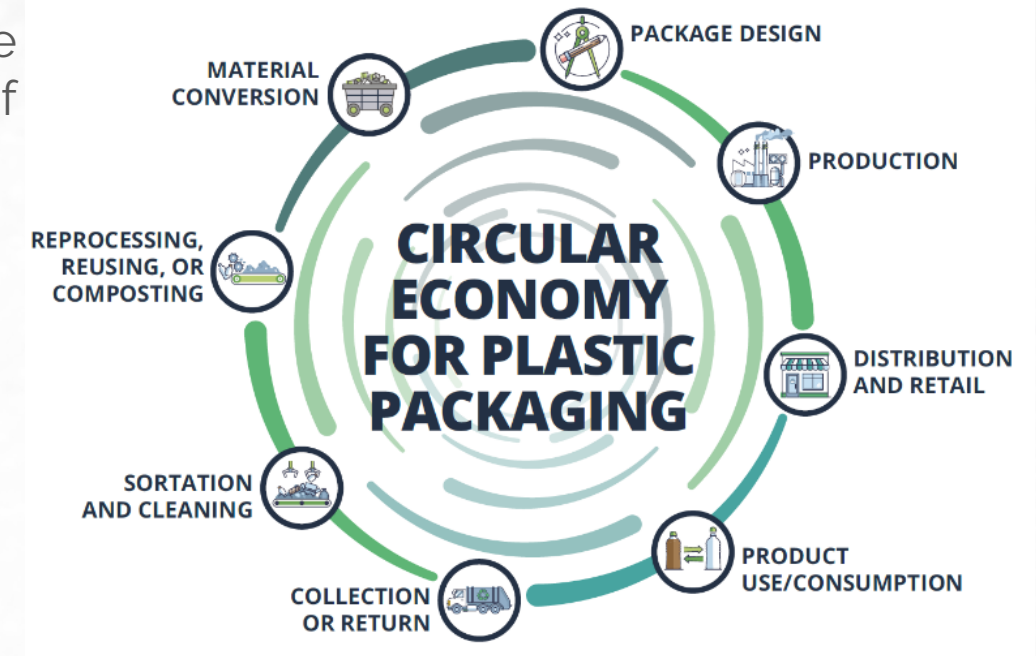 e
f
PACKAGE DESIGN
MATERIAL
CONVERSION
PRODUCTION
REPROCESSING,
REUSING, OR
COMPOSTING
CIRCULAR
ECONOMY
FOR PLASTIC
PACKAGING
DISTRIBUTION
AND RETAIL
SORTATION
AND CLEANING
PRODUCT
USE/CONSUMPTION
COLLECTION
OR RETURN